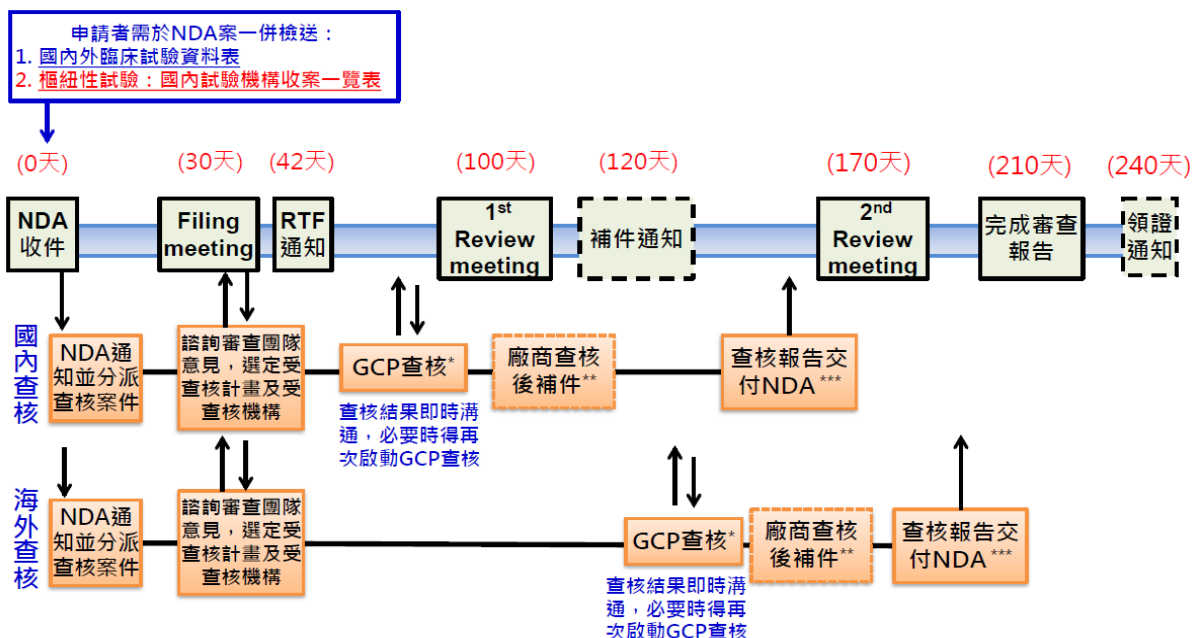 申請者需於NDA案一併檢送：
1. 國內外臨床試驗資料表
2. 樞紐性試驗：國內試驗機構收案一覽表
(0天)
(30天)
(42天)
(100天)
(120天)
(170天)
(210天)
(240天)
NDA
收件
Filing
meeting
RTF
通知
1st
Review
meeting
補件通知
2nd
Review
meeting
完成審查
報告
領證
通知
國內查核
NDA通
知並分派
查核案件
諮詢審查團隊
意見，選定受
查核計畫及受
查核機構
GCP查核*
查核結果即時溝
通，必要時得再
次啟動GCP查核
廠商查核
後補件**
查核報告交
付NDA***
海外查核
NDA通
知並分派
查核案件
諮詢審查團隊
意見，選定受
查核計畫及受
查核機構
GCP查核*
查核結果即時溝
通，必要時得再
次啟動GCP查核
廠商查核
後補件**
查核報告交
付NDA***